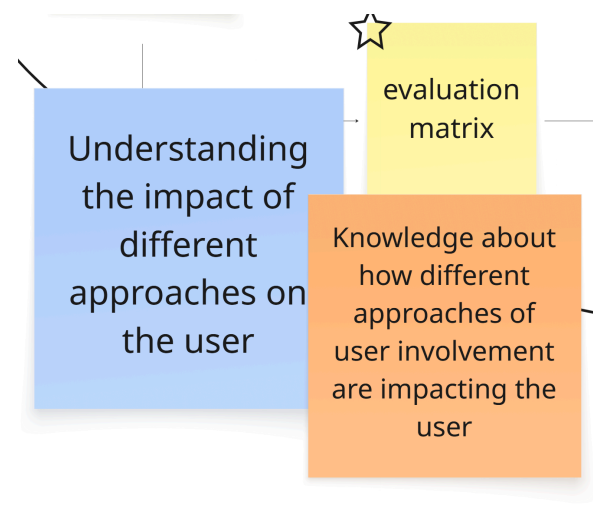 Understanding
the impact of
different
approaches on
the user
evaluation
matrix
Knowledge about
how different
approaches of
user involvement
are impacting the
user